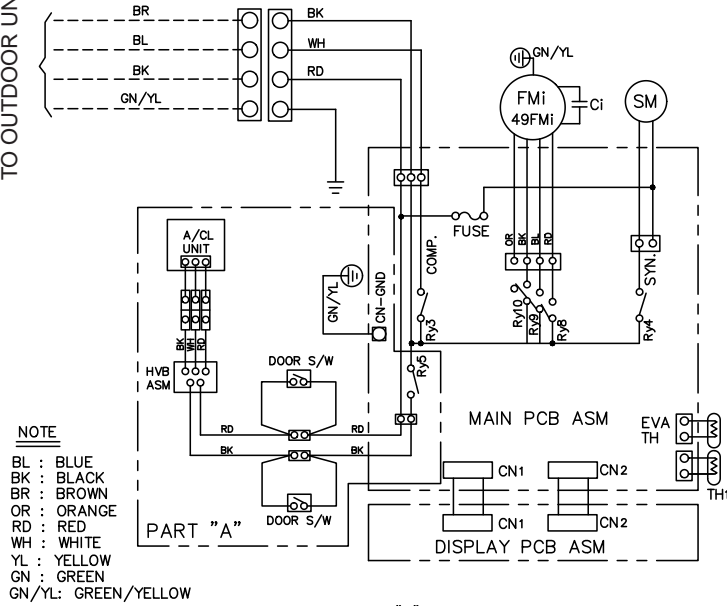 TO OUTDOOR UN
BR
BL
BK
GN/YL
BK
WH
RD
GN/YL
FMi
49FMi
Ci
SM
FUSE
COMP.
OR
BK
BL
RD
SYN.
Ry3
Ry10
Ry9
Ry8
Ry4
Ry5
A/CL
UNIT
GN/YL
CN-GND
BK
WH
RD
HVB
ASM
DOOR S/W
RD
RD
BK
BK
DOOR S/W
PART "A"
MAIN PCB ASM
EVA
TH
TH1
CN1
CN2
CN1
CN2
DISPLAY PCB ASM
NOTE
BL : BLUE
BK : BLACK
BR : BROWN
OR : ORANGE
RD : RED
WH : WHITE
YL : YELLOW
GN : GREEN
GN/YL: GREEN/YELLOW